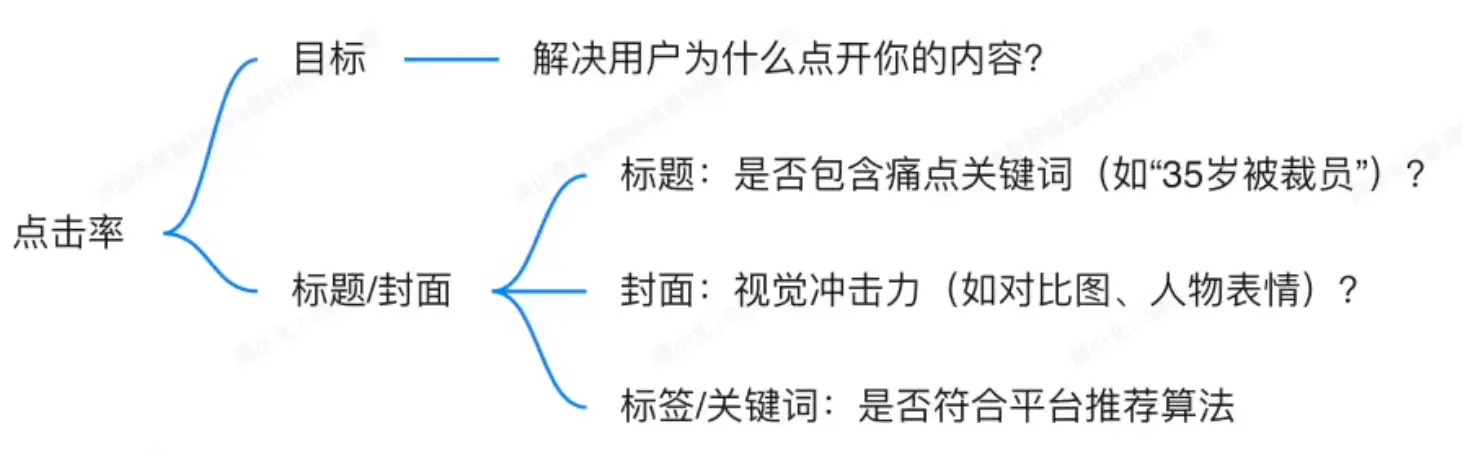 目标
解决用户为什么点开你的内容？
标题：是否包含痛点关键词（如“35岁被裁员”）？
点击率
标题/封面
封面：视觉冲击力（如对比图、人物表情）？
标签/关键词：是否符合平台推荐算法